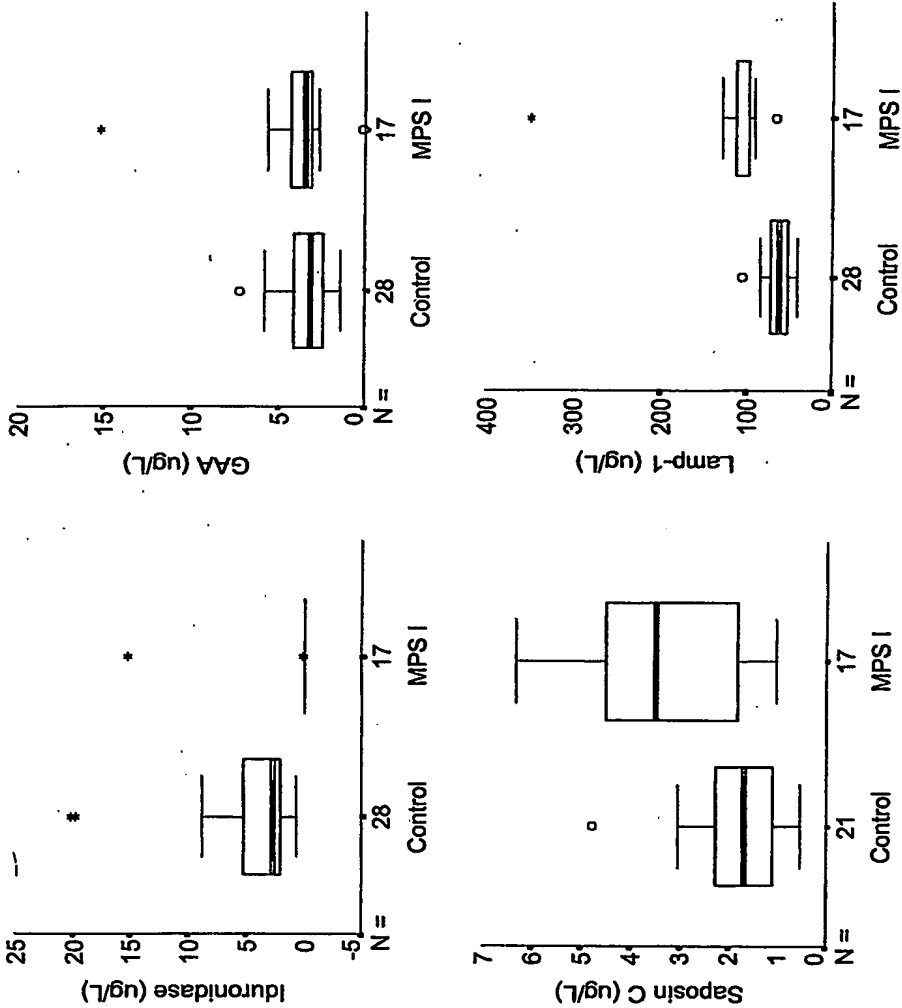 Iduronidase (ug/L)
25
20
15
10
5
0
-5
N =
28
17
Control
MPS I
GAA (ug/L)
20
15
10
5
0
N =
28
17
Control
MPS I
Saposin C (ug/L)
7
6
5
4
3
2
1
0
N =
21
17
Control
MPS I
Lamp-1 (ug/L)
400
300
200
100
0
N =
28
17
Control
MPS I